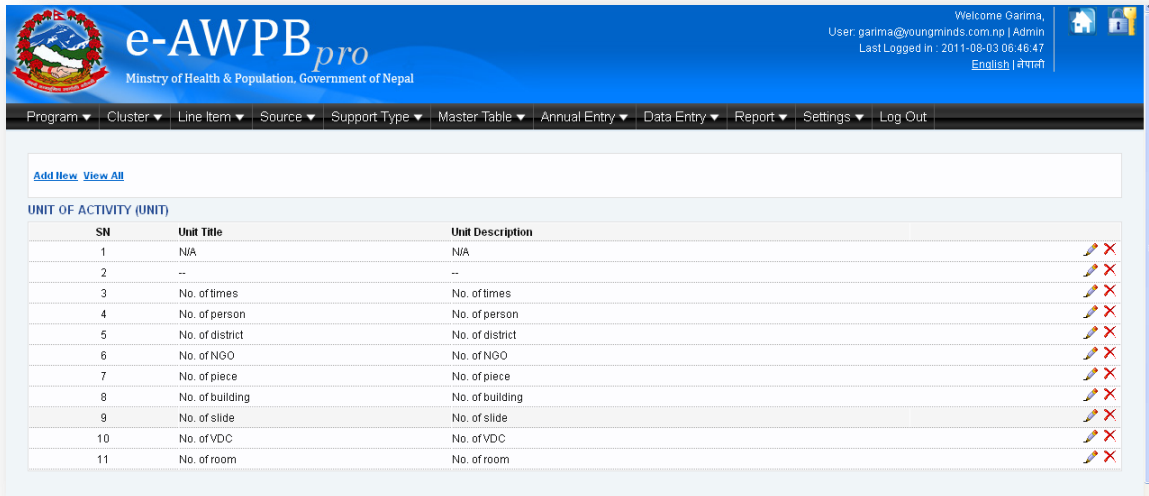 e-AWPB pro
Minstry of Health & Population, Government of Nepal
Welcome Garima,
User: garima@youngminds.com.np | Admin
Last Logged in : 2011-08-03 06:46:47
English | नेपाली
Program ▼ Cluster ▼ Line Item ▼ Source ▼ Support Type ▼ Master Table ▼ Annual Entry ▼ Data Entry ▼ Report ▼ Settings ▼ Log Out
Add New View All
UNIT OF ACTIVITY (UNIT)
SN Unit Title Unit Description
1 N/A N/A
2 -- --
3 No. of times No. of times
4 No. of person No. of person
5 No. of district No. of district
6 No. of NGO No. of NGO
7 No. of piece No. of piece
8 No. of building No. of building
9 No. of slide No. of slide
10 No. of VDC No. of VDC
11 No. of room No. of room